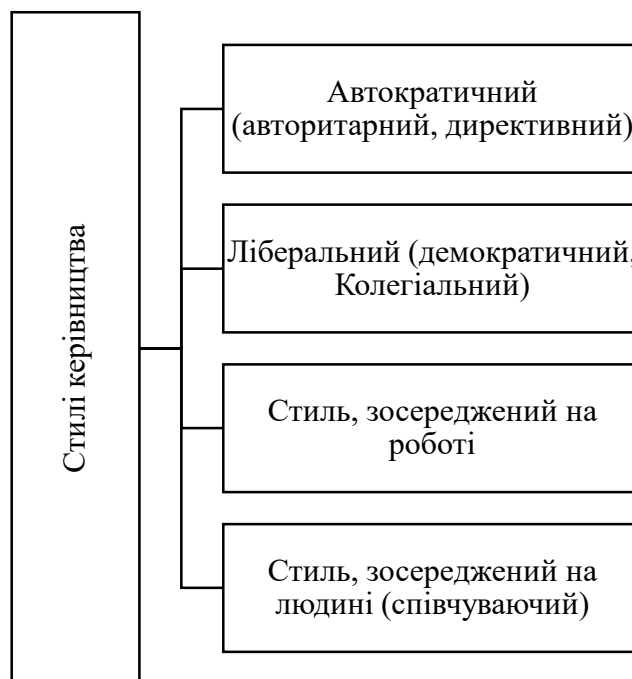 Стилі керівництва
Автократичний
(авторитарний, директивний)
Ліберальний (демократичний,
Колегіальний)
Стиль, зосереджений на
роботі
Стиль, зосереджений на
людині (співчуваючий)